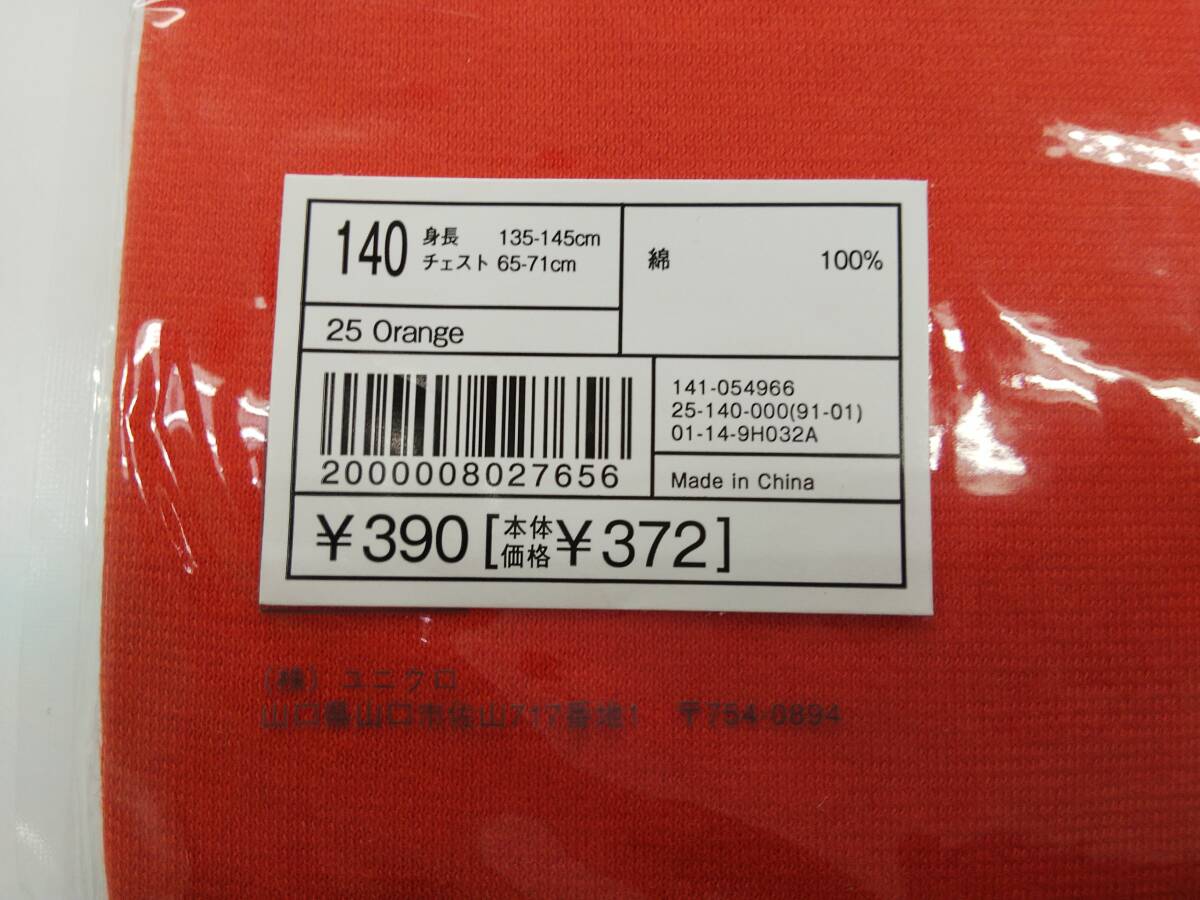 140 身長 135-145cm
チェスト 65-71cm
綿 100%
25 Orange
2000008027656
141-054966
25-140-000(91-01)
01-14-9H032A
Made in China
¥390 [本体価格¥372]
(株) ユニクロ
山口県山口市佐山717番地1 〒754-0894